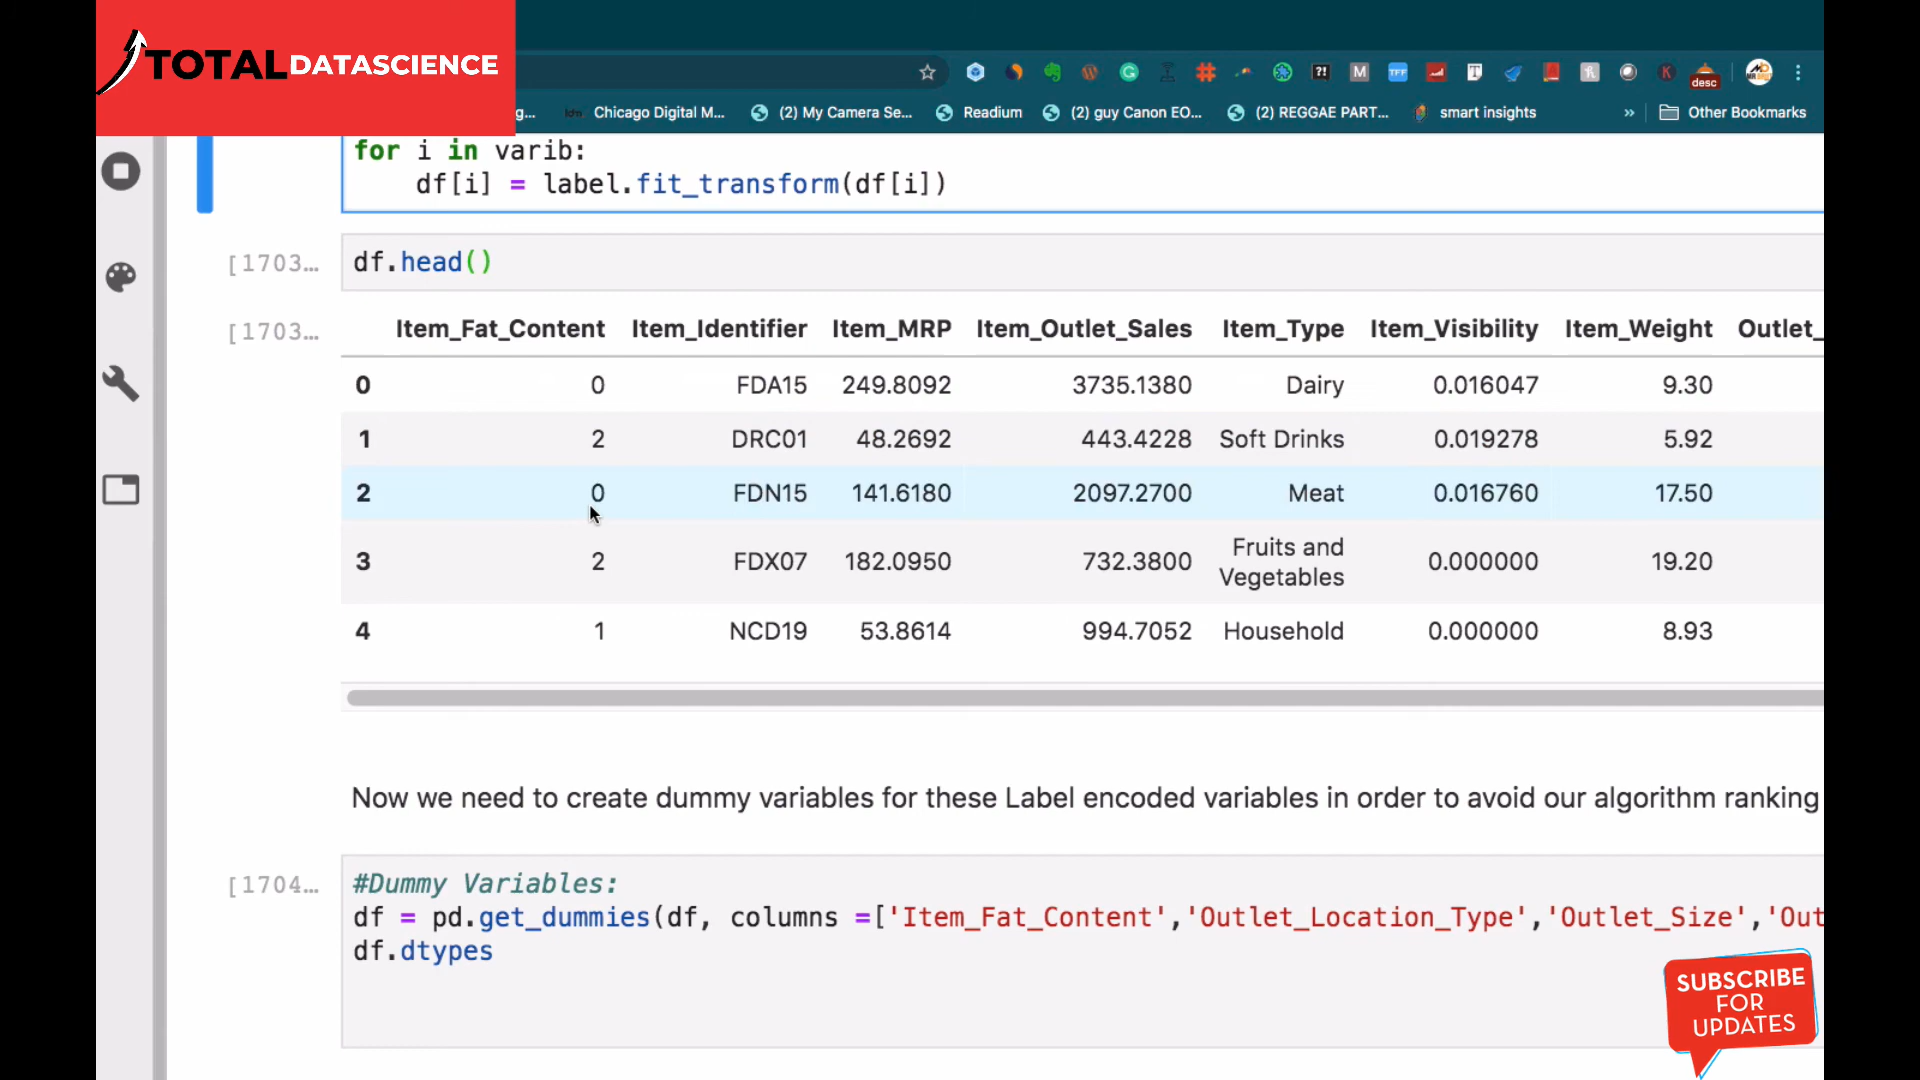 TOTALDATASCIENCE
desc
g... Chicago Digital M... (2) My Camera Se... Readium (2) guy Canon EO... (2) REGGAE PART... smart insights » Other Bookmarks
for i in varib:
df[i] = label.fit_transform(df[i])
[1703… df.head()
[1703… Item_Fat_Content Item_Identifier Item_MRP Item_Outlet_Sales Item_Type Item_Visibility Item_Weight Outlet_
0 0 FDA15 249.8092 3735.1380 Dairy 0.016047 9.30
1 2 DRC01 48.2692 443.4228 Soft Drinks 0.019278 5.92
2 0 FDN15 141.6180 2097.2700 Meat 0.016760 17.50
3 2 FDX07 182.0950 732.3800 Fruits and Vegetables 0.000000 19.20
4 1 NCD19 53.8614 994.7052 Household 0.000000 8.93
Now we need to create dummy variables for these Label encoded variables in order to avoid our algorithm ranking
[1704… #Dummy Variables:
df = pd.get_dummies(df, columns =['Item_Fat_Content','Outlet_Location_Type','Outlet_Size','Out
df.dtypes
SUBSCRIBE
FOR
UPDATES